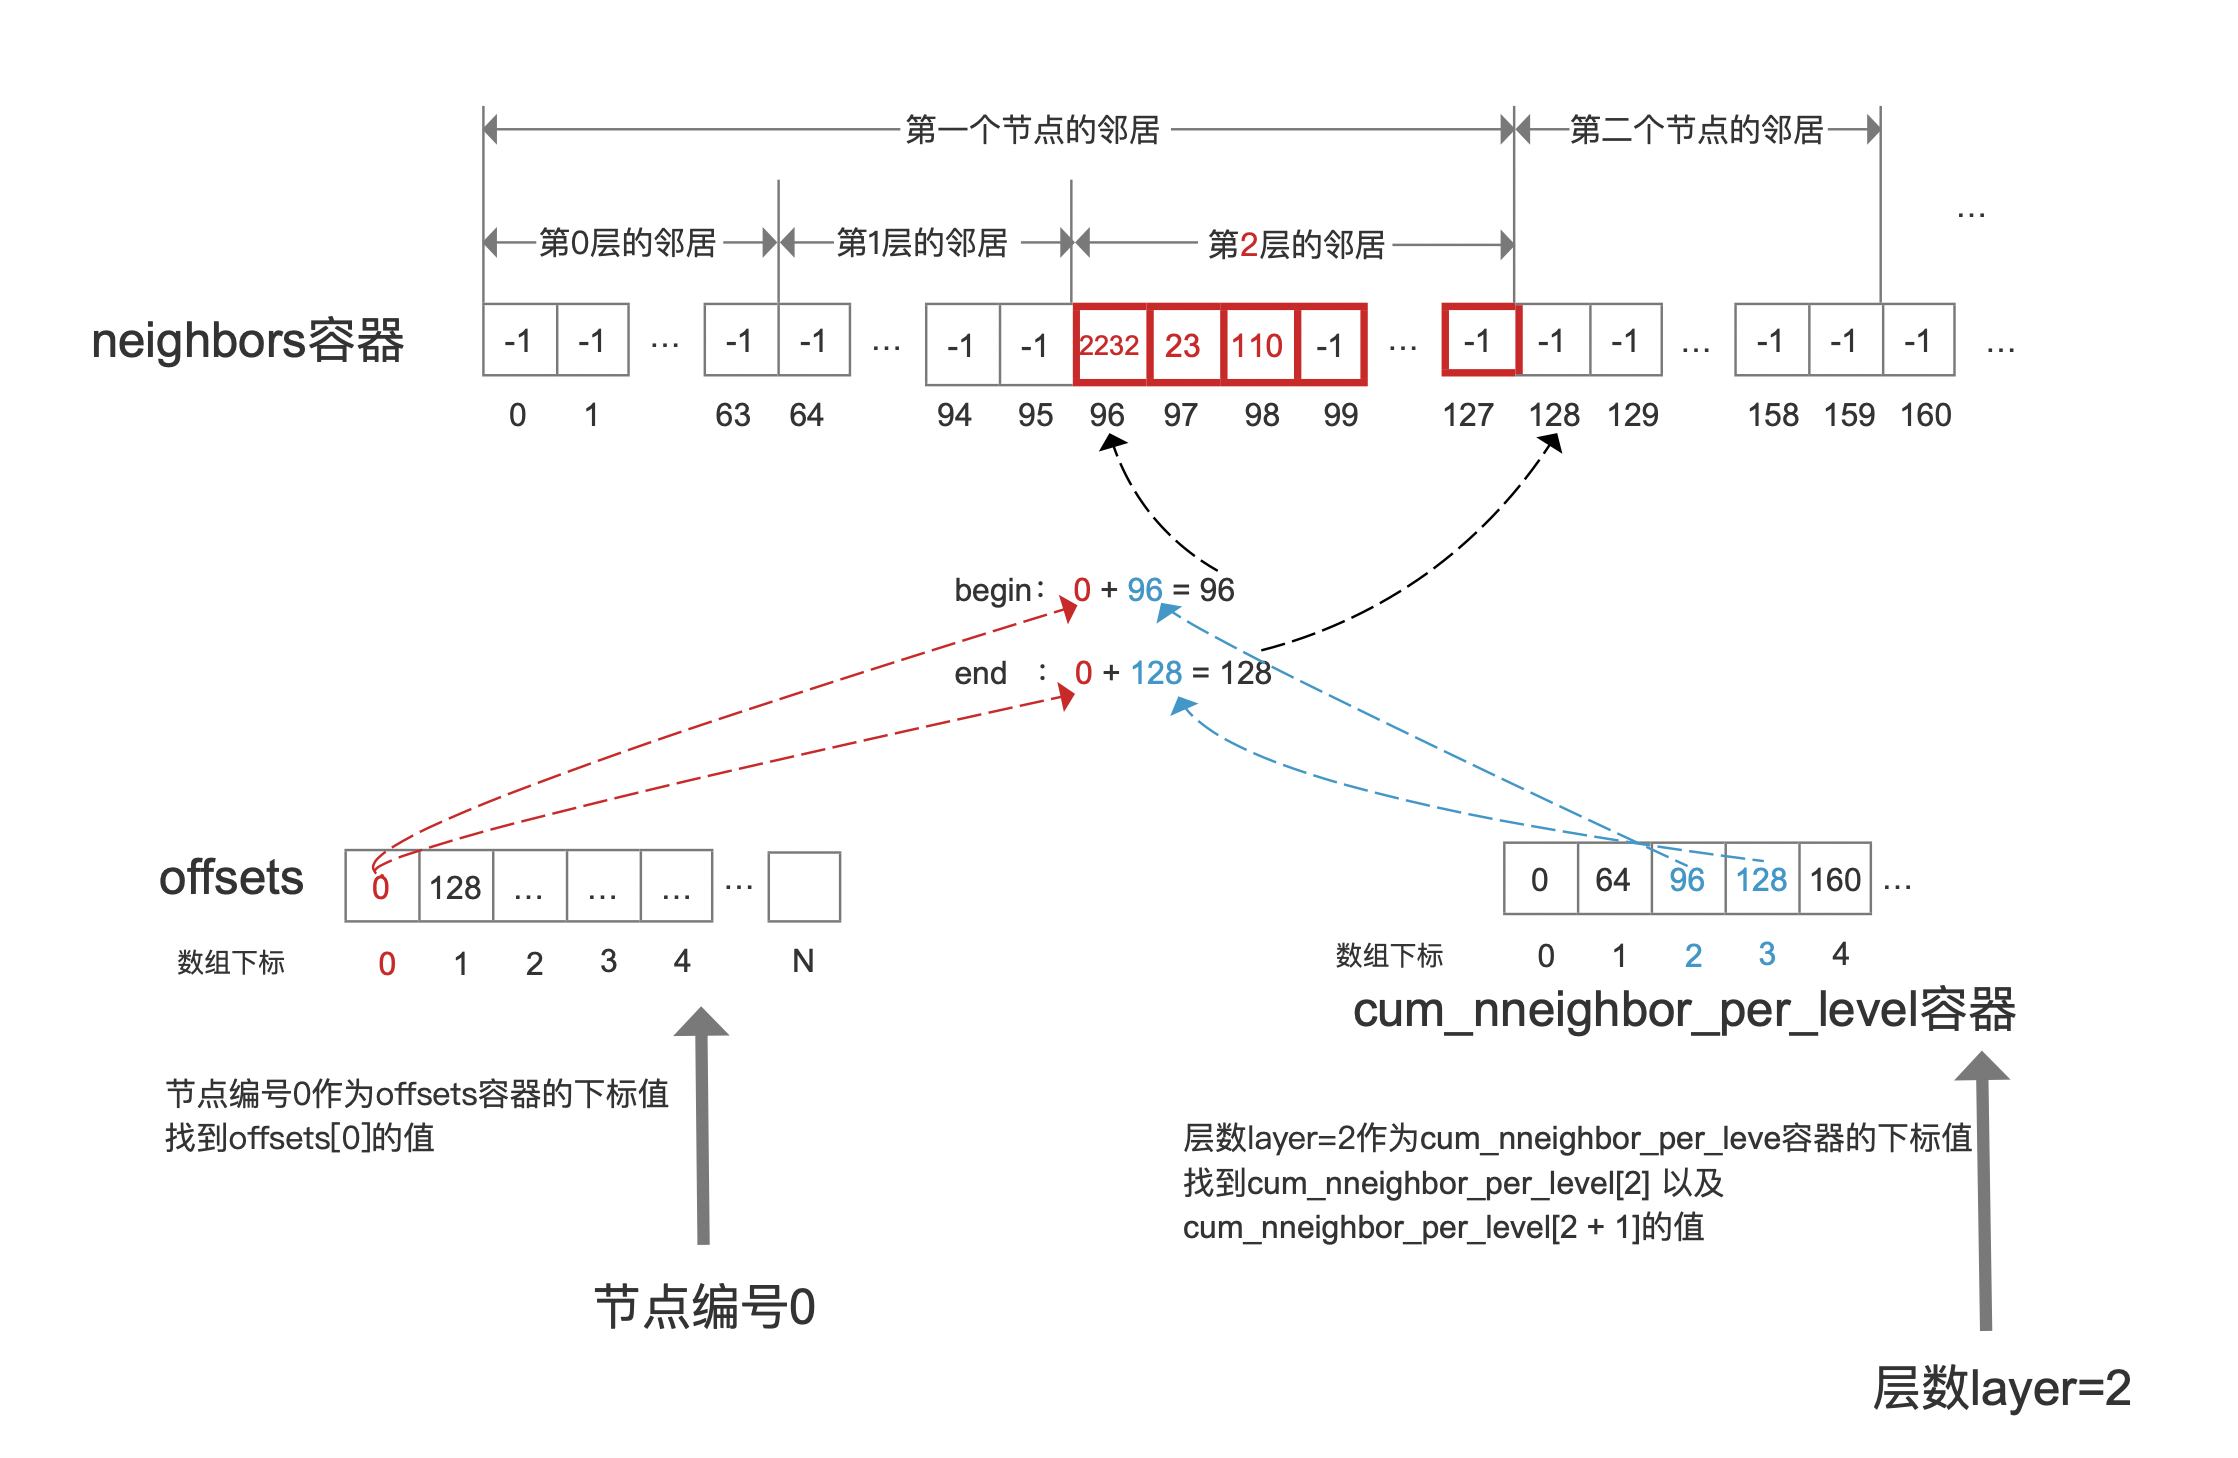 第一个节点的邻居 第二个节点的邻居
...
第0层的邻居 第1层的邻居 第2层的邻居
neighbors容器 -1 -1 ... -1 -1 ... -1 -1 2232 23 110 -1 ... -1 -1 -1 ... -1 -1 -1 ...
0 1 63 64 94 95 96 97 98 99 127 128 129 158 159 160
begin： 0 + 96 = 96
end ： 0 + 128 = 128
offsets 0 128 ... ... ... ...
数组下标 0 1 2 3 4 N
0 64 96 128 160 ...
数组下标 0 1 2 3 4
cum_nneighbor_per_level容器
节点编号0作为offsets容器的下标值
找到offsets[0]的值
层数layer=2作为cum_nneighbor_per_leve容器的下标值
找到cum_nneighbor_per_level[2] 以及
cum_nneighbor_per_level[2 + 1]的值
节点编号0
层数layer=2